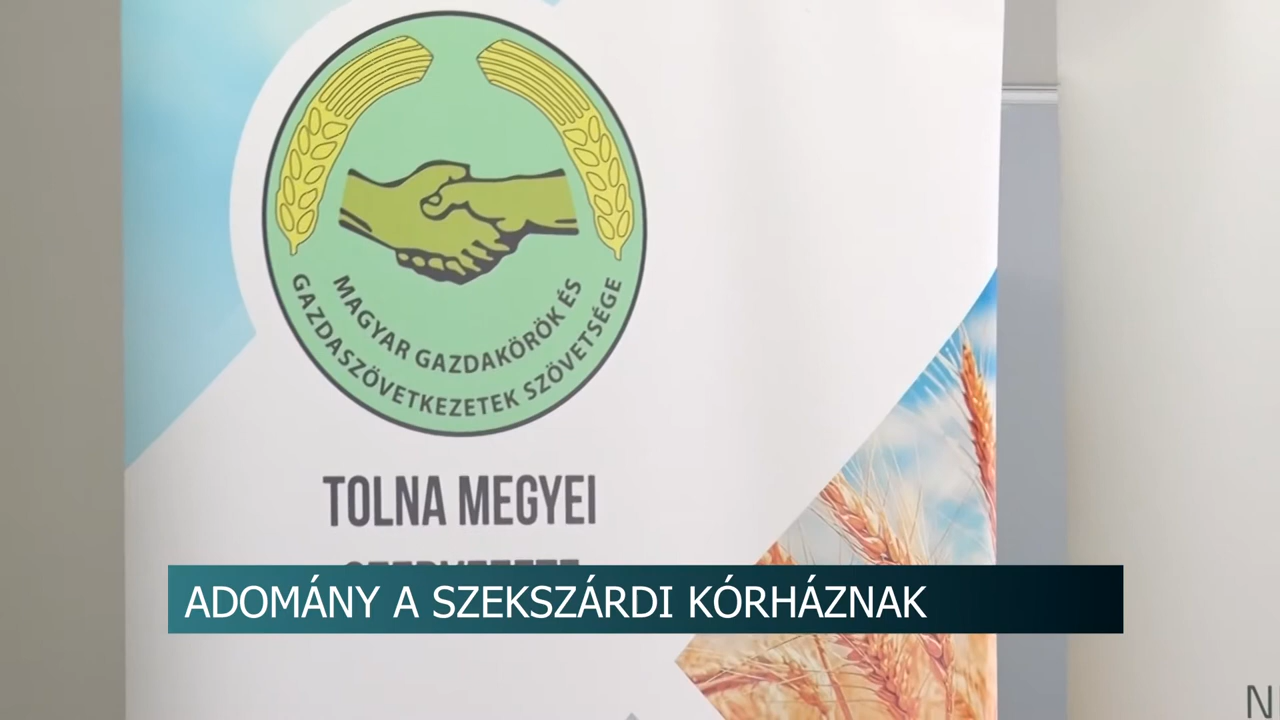 MAGYAR GAZDAKÖRÖK ÉS
GAZDASZÖVETKEZETEK SZÖVETSÉGE
TOLNA MEGYEI
ADOMÁNY A SZEKSZÁRDI KÓRHÁZNAK